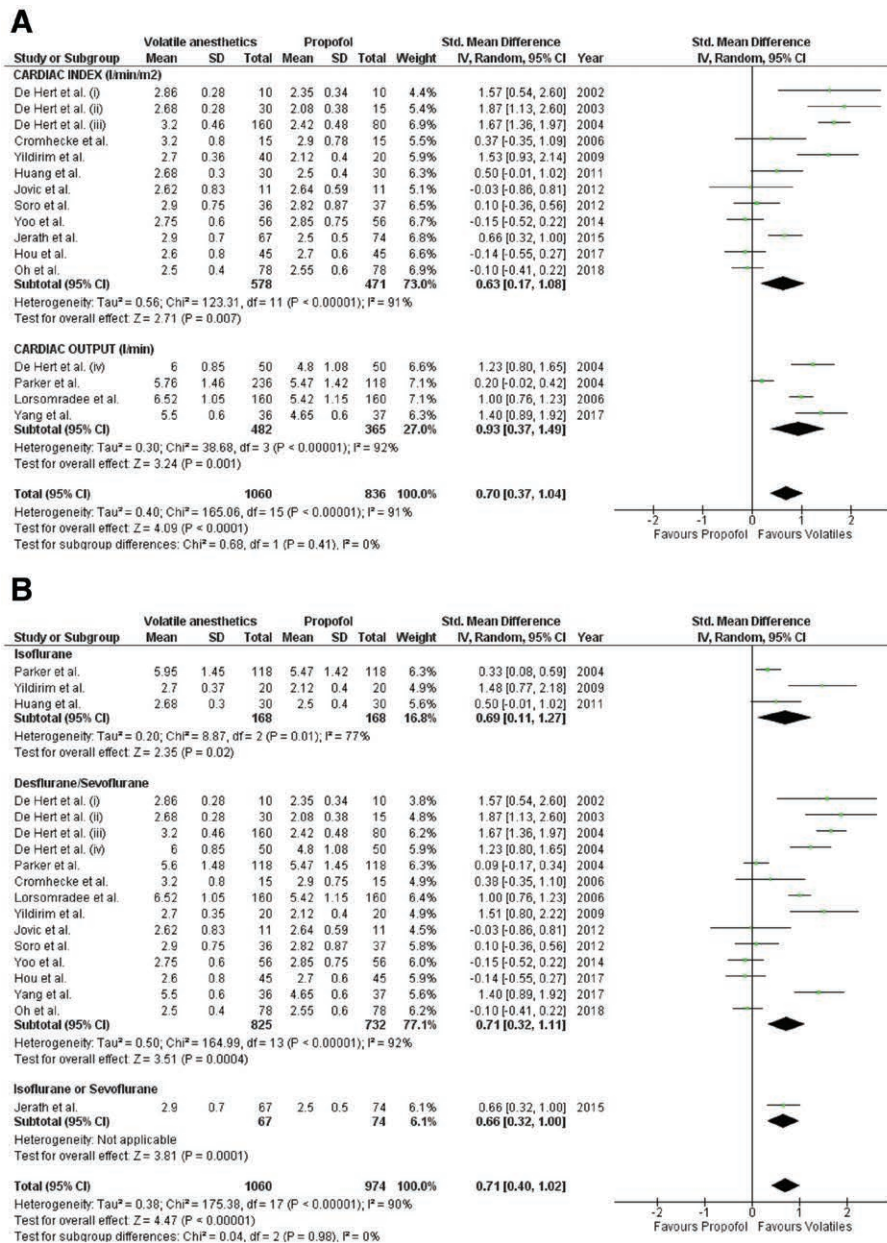 A
Volatile anesthetics Propofol Std. Mean Difference Std. Mean Difference
Study or Subgroup Mean SD Total Mean SD Total Weight IV, Random, 95% CI Year IV, Random, 95% CI
CARDIAC INDEX (l/min/m2)
De Hert et al. (i) 2.86 0.28 10 2.35 0.34 10 4.4% 1.57 [0.54, 2.60] 2002
De Hert et al. (ii) 2.68 0.28 30 2.08 0.38 15 5.4% 1.87 [1.13, 2.60] 2003
De Hert et al. (iii) 3.2 0.46 160 2.42 0.48 80 6.9% 1.67 [1.36, 1.97] 2004
Cromhecke et al. 3.2 0.8 15 2.9 0.78 15 5.5% 0.37 [-0.35, 1.09] 2006
Yildirim et al. 2.7 0.36 40 2.12 0.4 20 5.9% 1.53 [0.93, 2.14] 2009
Huang et al. 2.68 0.3 30 2.5 0.4 30 6.3% 0.50 [-0.01, 1.02] 2011
Jovic et al. 2.62 0.83 11 2.64 0.59 11 5.1% -0.03 [-0.86, 0.81] 2012
Soro et al. 2.9 0.75 36 2.82 0.87 37 6.5% 0.10 [-0.36, 0.56] 2012
Yoo et al. 2.75 0.6 56 2.85 0.75 56 6.7% -0.15 [-0.52, 0.22] 2014
Jerath et al. 2.9 0.7 67 2.5 0.5 74 6.8% 0.66 [0.32, 1.00] 2015
Hou et al. 2.6 0.8 45 2.7 0.6 45 6.6% -0.14 [-0.55, 0.27] 2017
Oh et al. 2.5 0.4 78 2.55 0.6 78 6.9% -0.10 [-0.41, 0.22] 2018
Subtotal (95% CI) 578 471 73.0% 0.63 [0.17, 1.08]
Heterogeneity: Tau² = 0.56; Chi² = 123.31, df = 11 (P < 0.00001); I² = 91%
Test for overall effect: Z = 2.71 (P = 0.007)
CARDIAC OUTPUT (l/min)
De Hert et al. (iv) 6 0.85 50 4.8 1.08 50 6.6% 1.23 [0.80, 1.65] 2004
Parker et al. 5.76 1.46 236 5.47 1.42 118 7.1% 0.20 [-0.02, 0.42] 2004
Lorsomradee et al. 6.52 1.05 160 5.42 1.15 160 7.1% 1.00 [0.76, 1.23] 2006
Yang et al. 5.5 0.6 36 4.65 0.6 37 6.3% 1.40 [0.89, 1.92] 2017
Subtotal (95% CI) 482 365 27.0% 0.93 [0.37, 1.49]
Heterogeneity: Tau² = 0.30; Chi² = 38.68, df = 3 (P < 0.00001); I² = 92%
Test for overall effect: Z = 3.24 (P = 0.001)
Total (95% CI) 1060 836 100.0% 0.70 [0.37, 1.04]
Heterogeneity: Tau² = 0.40; Chi² = 165.06, df = 15 (P < 0.00001); I² = 91%
Test for overall effect: Z = 4.09 (P < 0.0001)
Test for subgroup differences: Chi² = 0.68, df = 1 (P = 0.41), I² = 0%
-2 -1 0 1 2
Favours Propofol Favours Volatiles
B
Volatile anesthetics Propofol Std. Mean Difference Std. Mean Difference
Study or Subgroup Mean SD Total Mean SD Total Weight IV, Random, 95% CI Year IV, Random, 95% CI
Isoflurane
Parker et al. 5.95 1.45 118 5.47 1.42 118 6.3% 0.33 [0.08, 0.59] 2004
Yildirim et al. 2.7 0.37 20 2.12 0.4 20 4.9% 1.48 [0.77, 2.18] 2009
Huang et al. 2.68 0.3 30 2.5 0.4 30 5.6% 0.50 [-0.01, 1.02] 2011
Subtotal (95% CI) 168 168 16.8% 0.69 [0.11, 1.27]
Heterogeneity: Tau² = 0.20; Chi² = 8.87, df = 2 (P = 0.01); I² = 77%
Test for overall effect: Z = 2.35 (P = 0.02)
Desflurane/Sevoflurane
De Hert et al. (i) 2.86 0.28 10 2.35 0.34 10 3.8% 1.57 [0.54, 2.60] 2002
De Hert et al. (ii) 2.68 0.28 30 2.08 0.38 15 4.8% 1.87 [1.13, 2.60] 2003
De Hert et al. (iii) 3.2 0.46 160 2.42 0.48 80 6.2% 1.67 [1.36, 1.97] 2004
De Hert et al. (iv) 6 0.85 50 4.8 1.08 50 5.9% 1.23 [0.80, 1.65] 2004
Parker et al. 5.6 1.48 118 5.47 1.45 118 6.3% 0.09 [-0.17, 0.34] 2004
Cromhecke et al. 3.2 0.8 15 2.9 0.75 15 4.9% 0.38 [-0.35, 1.10] 2006
Lorsomradee et al. 6.52 1.05 160 5.42 1.15 160 6.4% 1.00 [0.76, 1.23] 2006
Yildirim et al. 2.7 0.35 20 2.12 0.4 20 4.9% 1.51 [0.80, 2.22] 2009
Jovic et al. 2.62 0.83 11 2.64 0.59 11 4.5% -0.03 [-0.86, 0.81] 2012
Soro et al. 2.9 0.75 36 2.82 0.87 37 5.8% 0.10 [-0.36, 0.56] 2012
Yoo et al. 2.75 0.6 56 2.85 0.75 56 6.1% -0.15 [-0.52, 0.22] 2014
Hou et al. 2.6 0.8 45 2.7 0.6 45 5.9% -0.14 [-0.55, 0.27] 2017
Yang et al. 5.5 0.6 36 4.65 0.6 37 5.6% 1.40 [0.89, 1.92] 2017
Oh et al. 2.5 0.4 78 2.55 0.6 78 6.2% -0.10 [-0.41, 0.22] 2018
Subtotal (95% CI) 825 732 77.1% 0.71 [0.32, 1.11]
Heterogeneity: Tau² = 0.50; Chi² = 164.99, df = 13 (P < 0.00001); I² = 92%
Test for overall effect: Z = 3.51 (P = 0.0004)
Isoflurane or Sevoflurane
Jerath et al. 2.9 0.7 67 2.5 0.5 74 6.1% 0.66 [0.32, 1.00] 2015
Subtotal (95% CI) 67 74 6.1% 0.66 [0.32, 1.00]
Heterogeneity: Not applicable
Test for overall effect: Z = 3.81 (P = 0.0001)
Total (95% CI) 1060 974 100.0% 0.71 [0.40, 1.02]
Heterogeneity: Tau² = 0.38; Chi² = 175.38, df = 17 (P < 0.00001); I² = 90%
Test for overall effect: Z = 4.47 (P < 0.00001)
Test for subgroup differences: Chi² = 0.04, df = 2 (P = 0.98), I² = 0%
-2 -1 0 1 2
Favours Propofol Favours Volatiles